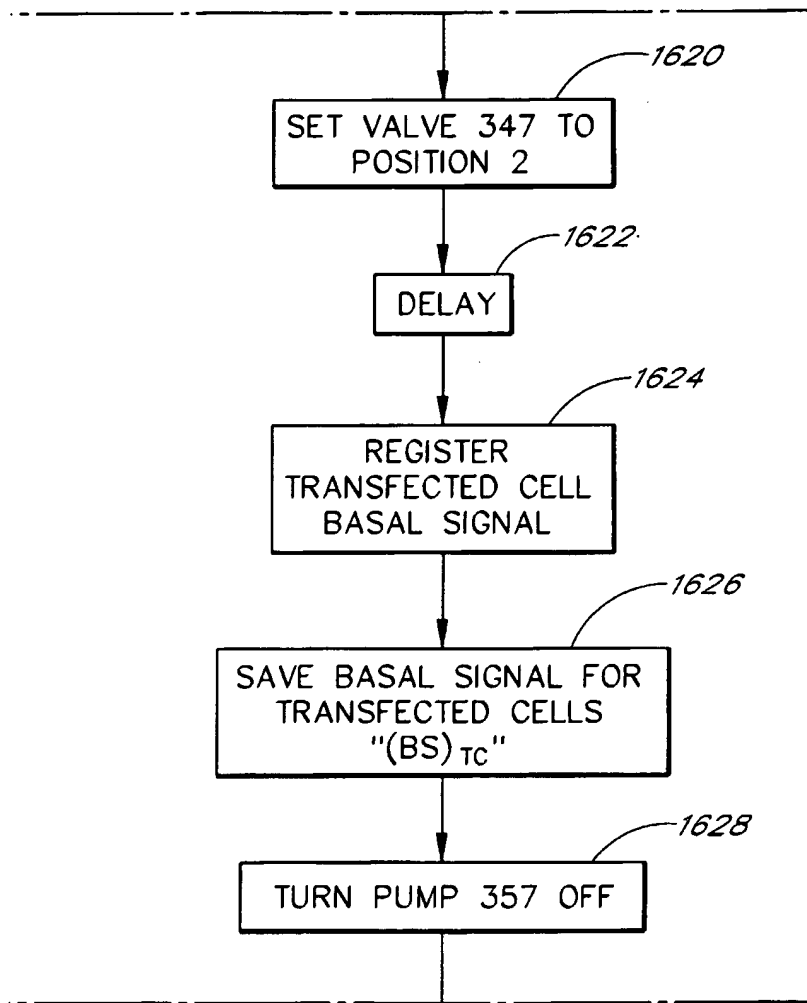 1620
SET VALVE 347 TO
POSITION 2
1622
DELAY
1624
REGISTER
TRANSFECTED CELL
BASAL SIGNAL
1626
SAVE BASAL SIGNAL FOR
TRANSFECTED CELLS
"(BS)TC"
1628
TURN PUMP 357 OFF